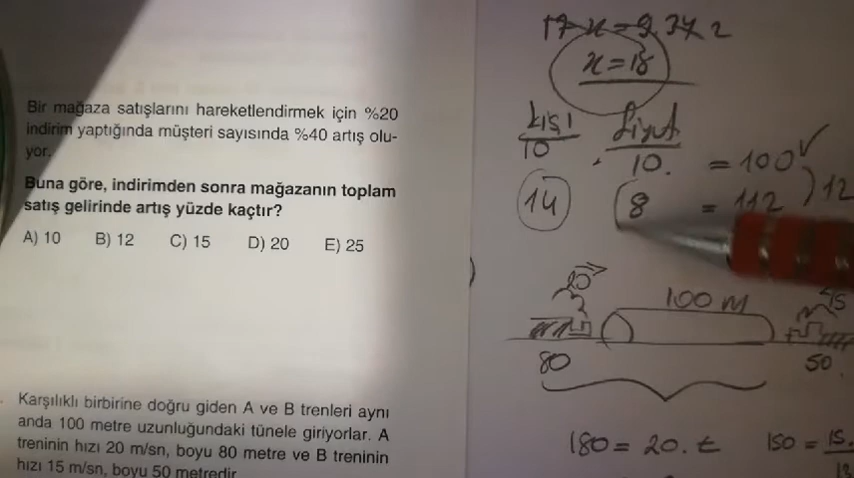 Bir mağaza satışlarını hareketlendirmek için %20
indirim yaptığında müşteri sayısında %40 artış olu-
yor.
Buna göre, indirimden sonra mağazanın toplam
satış gelirinde artış yüzde kaçtır?
A) 10 B) 12 C) 15 D) 20 E) 25
Karşılıklı birbirine doğru giden A ve B trenleri aynı
anda 100 metre uzunluğundaki tünele giriyorlar. A
treninin hızı 20 m/sn, boyu 80 metre ve B treninin
hızı 15 m/sn, boyu 50 metredir
x = 18
kişi fiyat
10 . 10. = 100
14 8 = 112 ) 12
20 100 m 15
80 50
180 = 20. t 150 = 15.